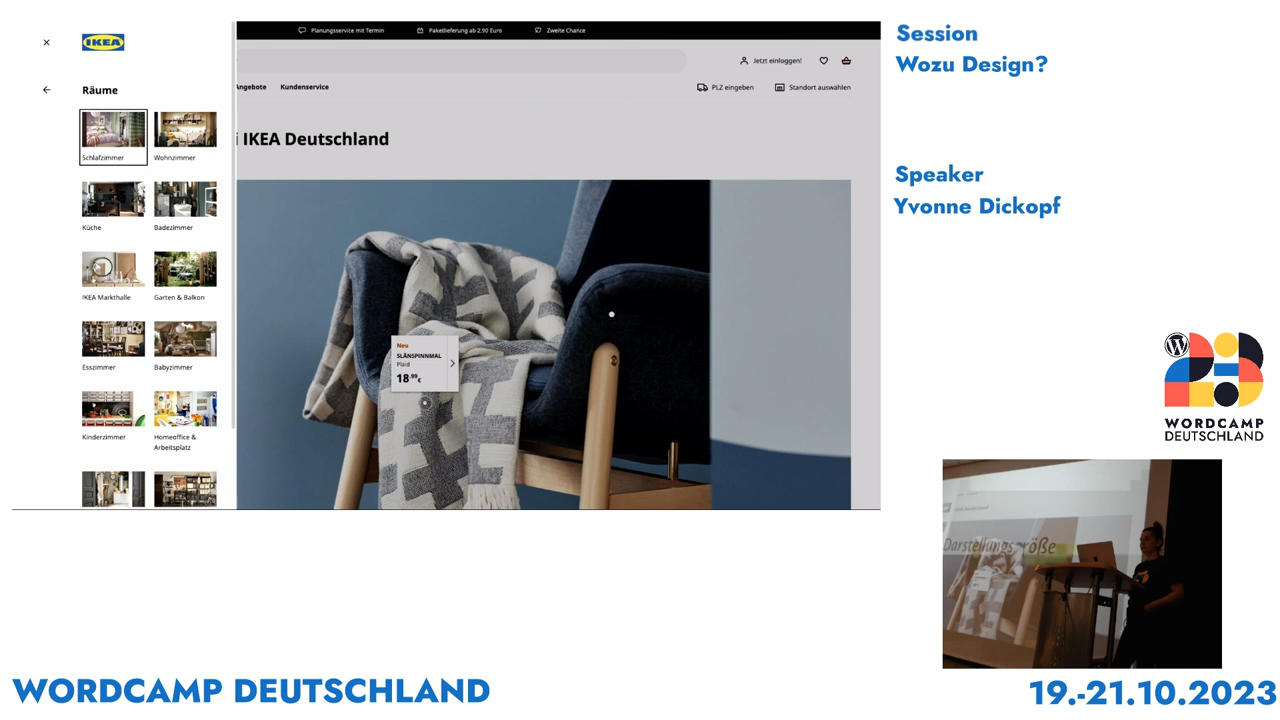 IKEA
Planungsservice mit Termin
Paketlieferung ab 2.90 Euro
Zweite Chance
Jetzt einloggen!
Räume
Angebote
Kundenservice
PLZ eingeben
Standort auswählen
i IKEA Deutschland
Schlafzimmer
Wohnzimmer
Küche
Badezimmer
IKEA Markthalle
Garten & Balkon
Esszimmer
Babyzimmer
Kinderzimmer
Homeoffice &
Arbeitsplatz
Neu
SLÅNSPINNMAL
Plaid
18.99€
Session
Wozu Design?
Speaker
Yvonne Dickopf
WORDCAMP
DEUTSCHLAND
Darstellungsgröße
WORDCAMP DEUTSCHLAND
19.-21.10.2023